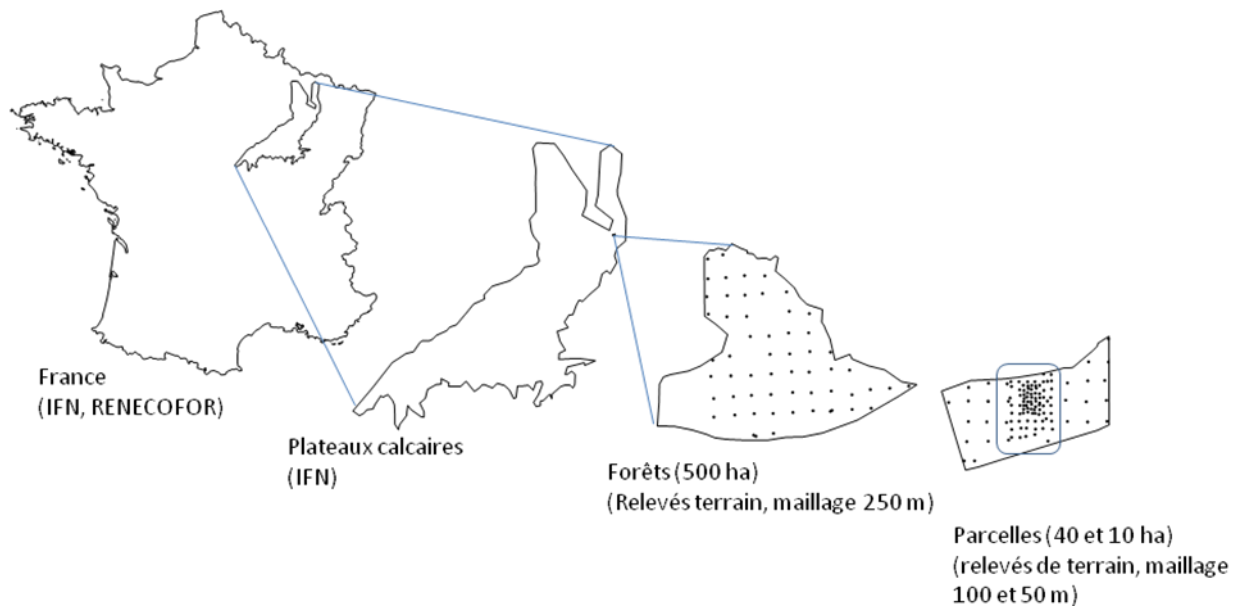 France
(IFN, RENECOFOR)
Plateaux calcaires
(IFN)
Forêts (500 ha)
(Relevés terrain, maillage 250 m)
Parcelles (40 et 10 ha)
(relevés de terrain, maillage
100 et 50 m)